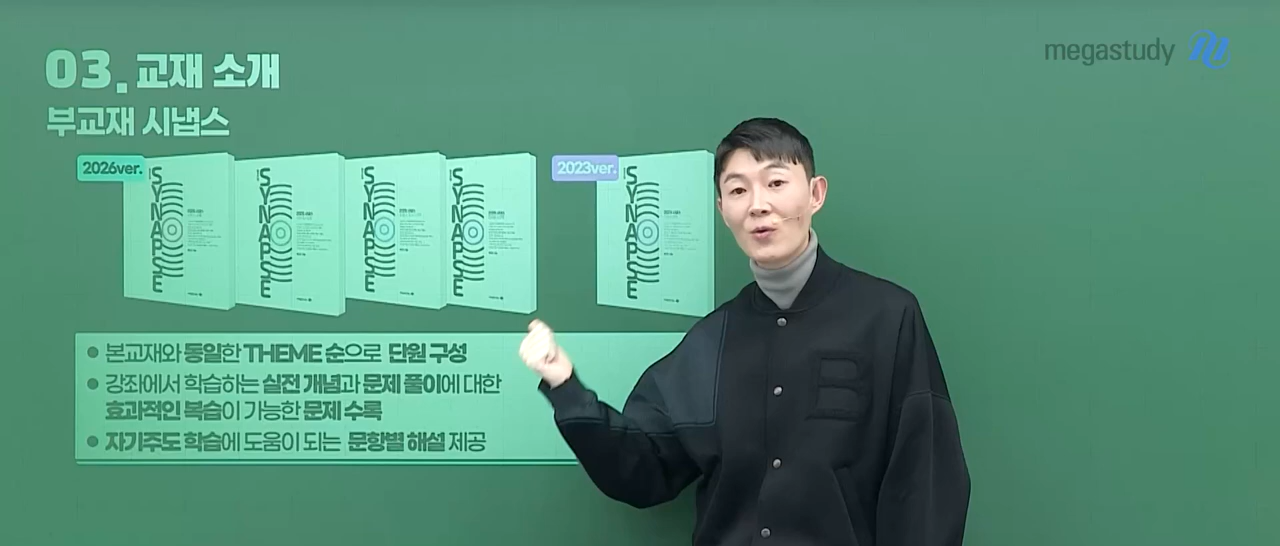 megastudy M
03. 교재 소개
부교재 시냅스
2026ver.
2023ver.
SYNAPSE
SYNAPSE
SYNAPSE
SYNAPSE
SYNAPSE
B
● 본교재와 동일한 THEME 순으로 단원 구성
● 강좌에서 학습하는 실전 개념과 문제 풀이에 대한
효과적인 복습이 가능한 문제 수록
● 자기주도 학습에 도움이 되는 문항별 해설 제공